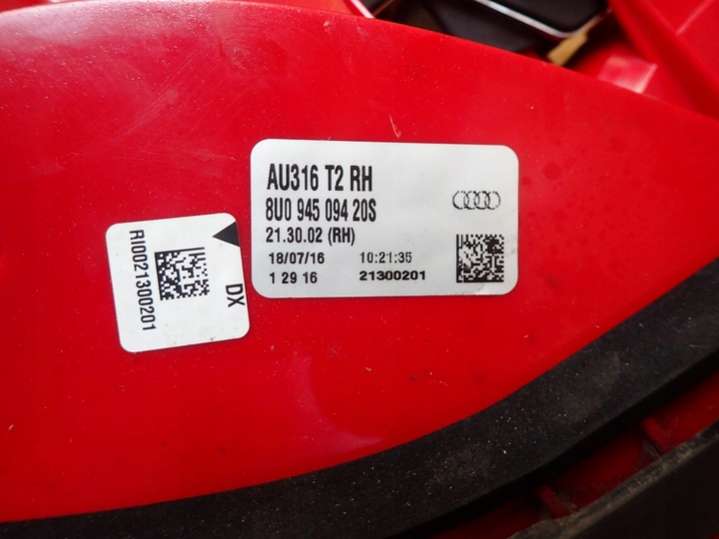 AU316 T2 RH
8U0 945 094 20S
21.30.02 (RH)
18/07/16 10:21:35
1 29 16 21300201
DX
RI0021300201